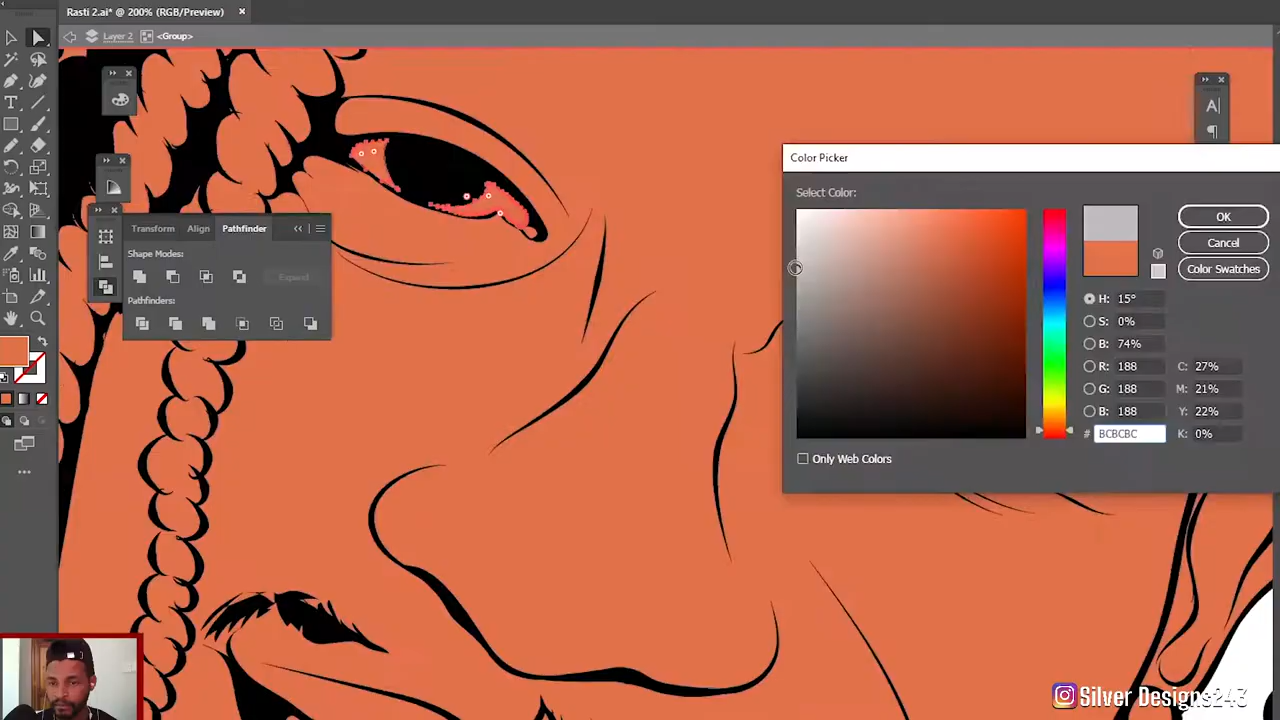 Rasti 2.ai* @ 200% (RGB/Preview)
Layer 2
<Group>
Color Picker
Select Color:
OK
Cancel
Color Swatches
Transform
Align
Pathfinder
Shape Modes:
Expand
Pathfinders:
H: 15°
S: 0%
B: 74%
R: 188
C: 27%
G: 188
M: 21%
B: 188
Y: 22%
# BCBCBC
K: 0%
Only Web Colors
Silver Designs243